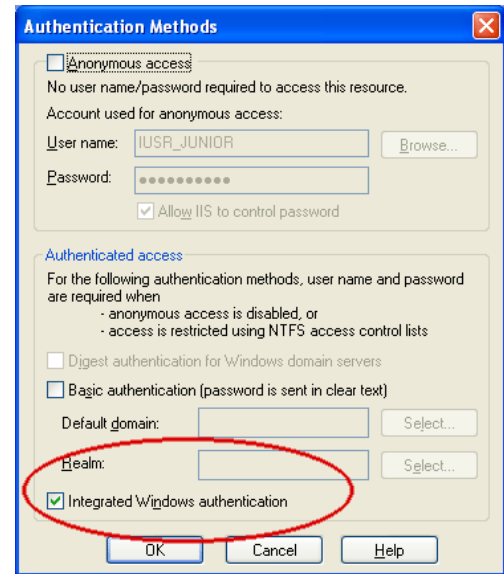 Authentication Methods
Anonymous access
No user name/password required to access this resource.
Account used for anonymous access:
User name: IUSR_JUNIOR Browse...
Password: ●●●●●●●●●●
Allow IIS to control password
Authenticated access
For the following authentication methods, user name and password
are required when
- anonymous access is disabled, or
- access is restricted using NTFS access control lists
Digest authentication for Windows domain servers
Basic authentication (password is sent in clear text)
Default domain: Select...
Realm: Select...
Integrated Windows authentication
OK Cancel Help